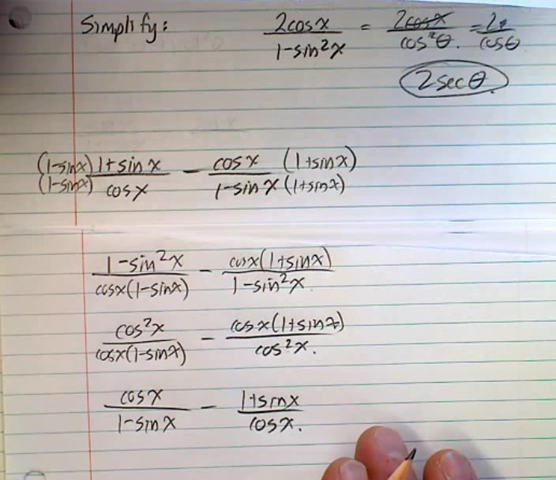 Simplify: 2cosx / 1-sin²x = 2cosx / cos²θ. = 2 / cosθ
2secθ
(1-sinx) / (1-sinx) 1+sinx / cosx - cosx / 1-sinx (1+sinx) / (1+sinx)
1-sin²x / cosx(1-sinx) - cosx(1+sinx) / 1-sin²x.
cos²x / cosx(1-sinx) - cosx(1+sinx) / cos²x.
cosx / 1-sinx - 1+sinx / cosx.